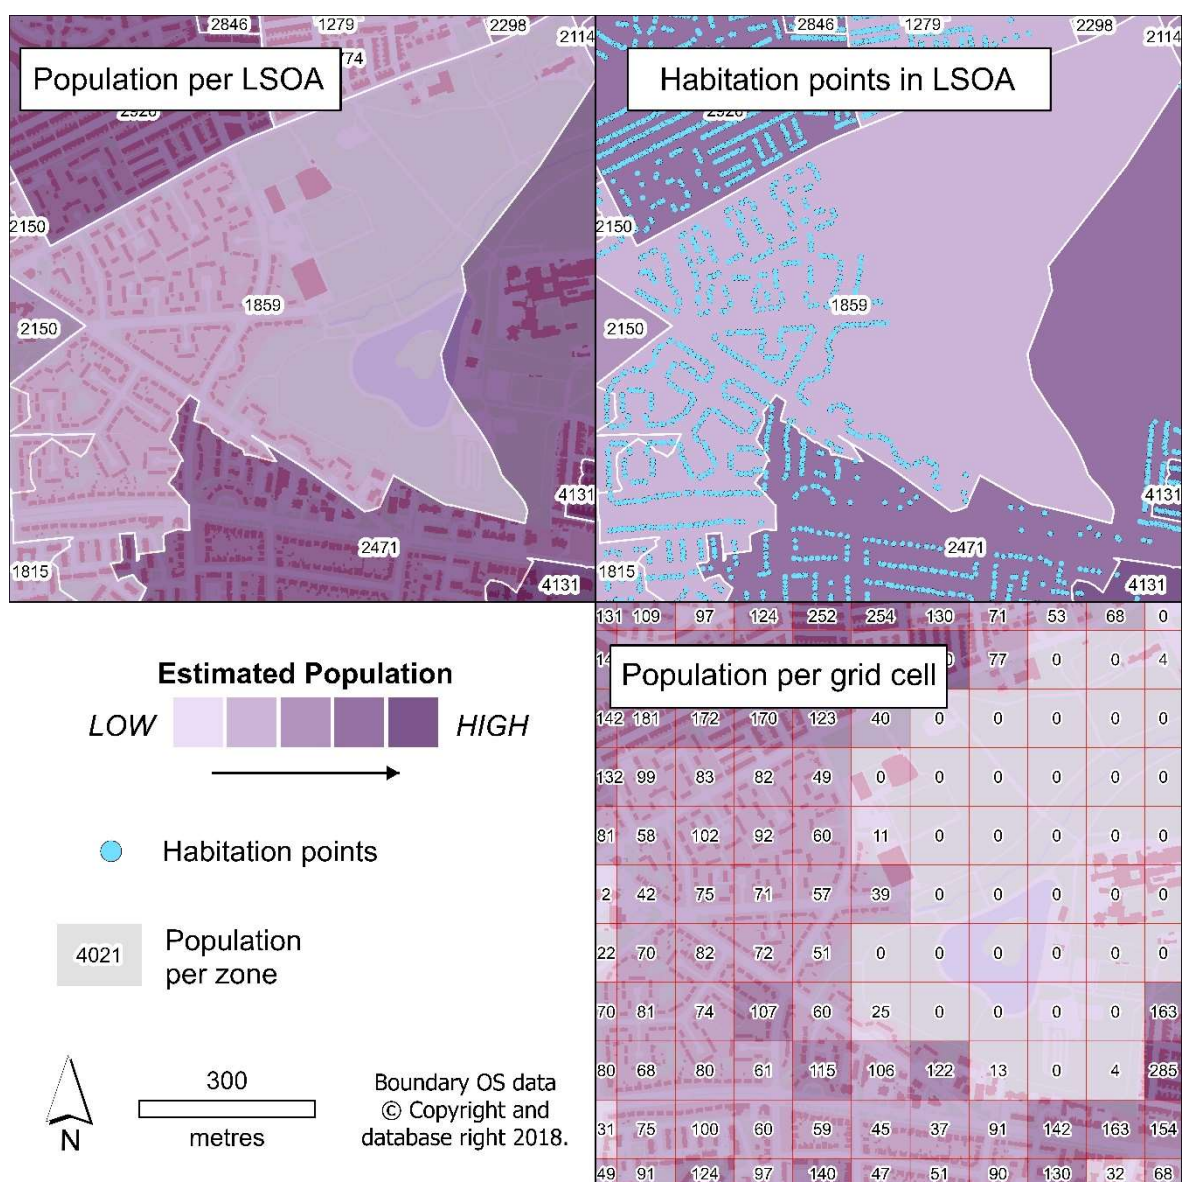 2846 1279 2298
2114
774
Population per LSOA
2926
2150
1859
2150
4131
2471
1815
4131
2846 1279 2298
2114
Habitation points in LSOA
2926
2150
1859
2150
4131
2471
1815
4131
Estimated Population
LOW HIGH
Habitation points
4021
Population
per zone
300
metres
N
Boundary OS data
© Copyright and
database right 2018.
131 109 97 124 252 254 130 71 53 68 0
77 0 0 4
Population per grid cell
142 181 172 170 123 40 0 0 0 0 0
132 99 83 82 49 0 0 0 0 0 0
81 58 102 92 60 11 0 0 0 0 0
2 42 75 71 57 39 0 0 0 0 0
22 70 82 72 51 0 0 0 0 0 0
70 81 74 107 60 25 0 0 0 0 163
80 68 80 61 115 106 122 13 0 4 285
31 75 100 60 59 45 37 91 142 163 154
49 91 124 97 140 47 51 90 130 32 68